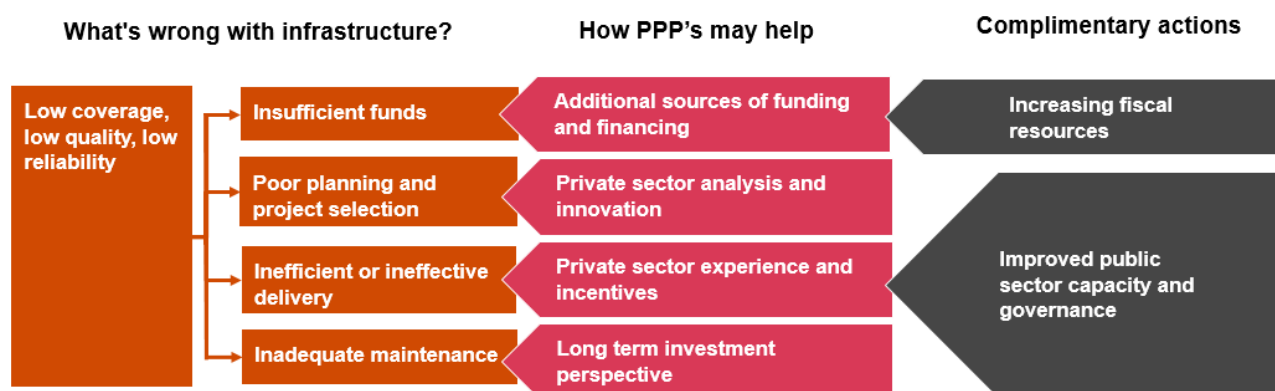 What's wrong with infrastructure?
How PPP's may help
Complimentary actions
Low coverage,
low quality, low
reliability
Insufficient funds
Additional sources of funding
and financing
Increasing fiscal
resources
Poor planning and
project selection
Private sector analysis and
innovation
Inefficient or ineffective
delivery
Private sector experience and
incentives
Improved public
sector capacity and
governance
Inadequate maintenance
Long term investment
perspective